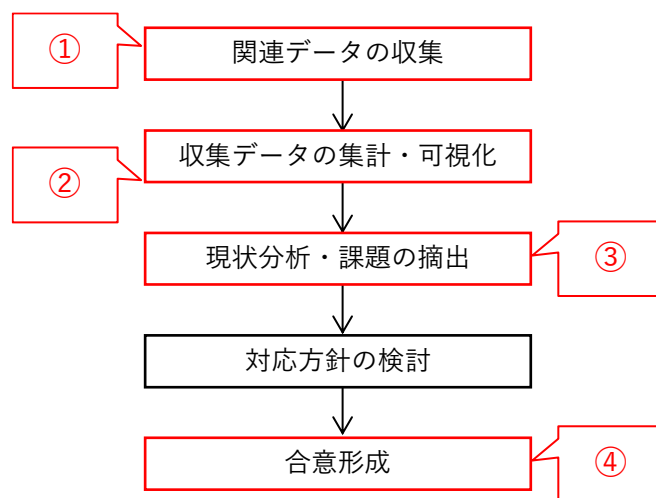 ①
関連データの収集
収集データの集計・可視化
②
現状分析・課題の摘出
③
対応方針の検討
合意形成
④